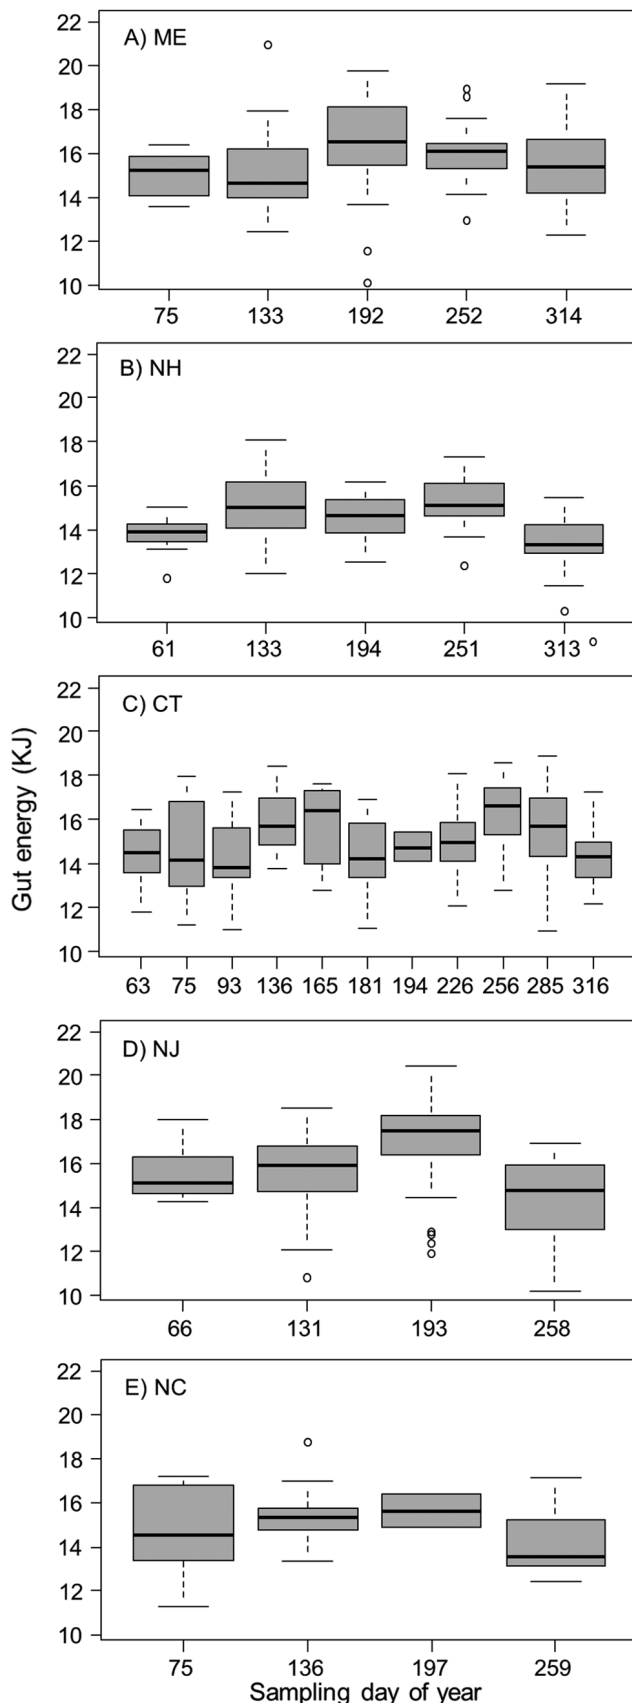 A) ME
22
20
18
16
14
12
10
75 133 192 252 314
B) NH
22
20
18
16
14
12
10
61 133 194 251 313
C) CT
22
20
18
16
14
12
10
63 75 93 136 165 181 194 226 256 285 316
Gut energy (KJ)
D) NJ
22
20
18
16
14
12
10
66 131 193 258
E) NC
22
20
18
16
14
12
10
75 136 197 259
Sampling day of year